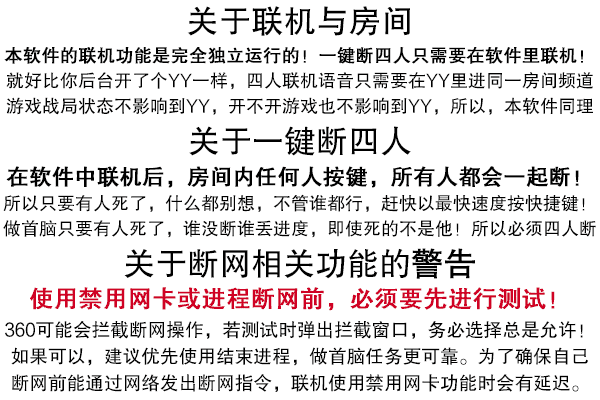 关于联机与房间
本软件的联机功能是完全独立运行的！一键断四人只需要在软件里联机！
就好比你后台开了个YY一样，四人联机语音只需要在YY里进同一房间频道
游戏战局状态不影响到YY，开不开游戏也不影响到YY，所以，本软件同理
关于一键断四人
在软件中联机后，房间内任何人按键，所有人都会一起断！
所以只要有人死了，什么都别想，不管谁都行，赶快以最快速度按快捷键！
做首脑只要有人死了，谁没断谁丢进度，即使死的不是他！所以必须四人断
关于断网相关功能的警告
使用禁用网卡或进程断网前，必须要先进行测试！
360可能会拦截断网操作，若测试时弹出拦截窗口，务必选择总是允许！
如果可以，建议优先使用结束进程，做首脑任务更可靠。为了确保自己
断网前能通过网络发出断网指令，联机使用禁用网卡功能时会有延迟。